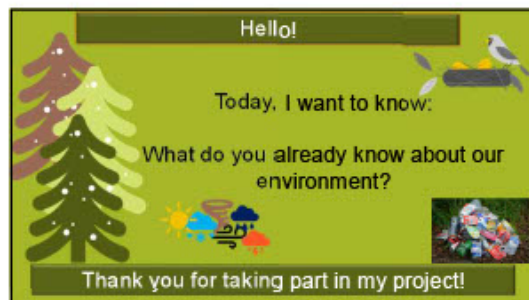 Hello!
Today, I want to know:
What do you already know about our
environment?
Thank you for taking part in my project!